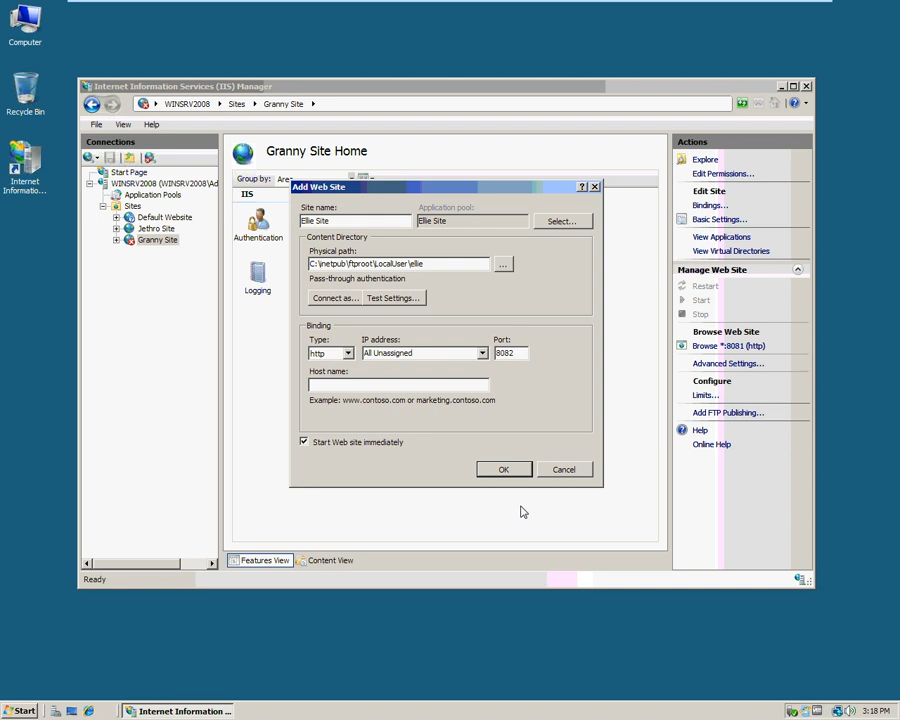 Computer
Recycle Bin
Internet
Informatio...
Internet Information Services (IIS) Manager
WINSRV2008
Sites
Granny Site
File View Help
Connections
Start Page
WINSRV2008 (WINSRV2008\Ad
Application Pools
Sites
Default Website
Jethro Site
Granny Site
Granny Site Home
Group by:
IIS
Authentication
Logging
Add Web Site
Site name:
Application pool:
Ellie Site
Ellie Site
Select...
Content Directory
Physical path:
C:\inetpub\ftproot\LocalUser\ellie
...
Pass-through authentication
Connect as...
Test Settings...
Binding
Type:
IP address:
Port:
http
All Unassigned
8082
Host name:
Example: www.contoso.com or marketing.contoso.com
Start Web site immediately
OK
Cancel
Features View
Content View
Actions
Explore
Edit Permissions...
Edit Site
Bindings...
Basic Settings...
View Applications
View Virtual Directories
Manage Web Site
Restart
Start
Stop
Browse Web Site
Browse *:8081 (http)
Advanced Settings...
Configure
Limits...
Add FTP Publishing...
Help
Online Help
Ready
Start
Internet Information ...
3:18 PM